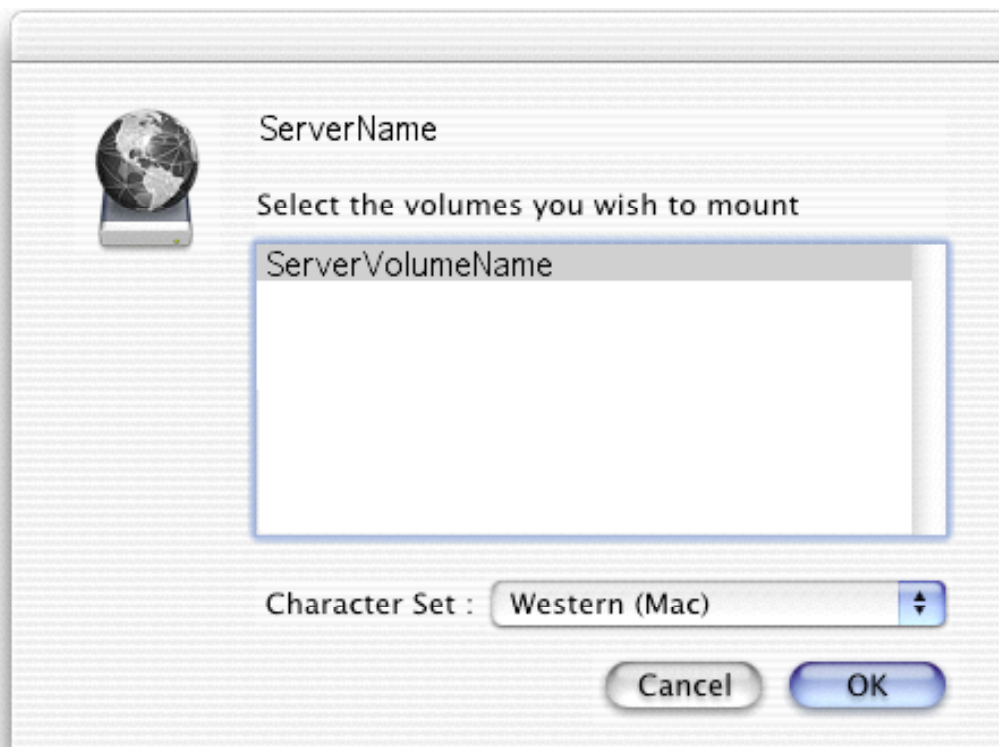 ServerName
Select the volumes you wish to mount
ServerVolumeName
Character Set : Western (Mac)
Cancel OK